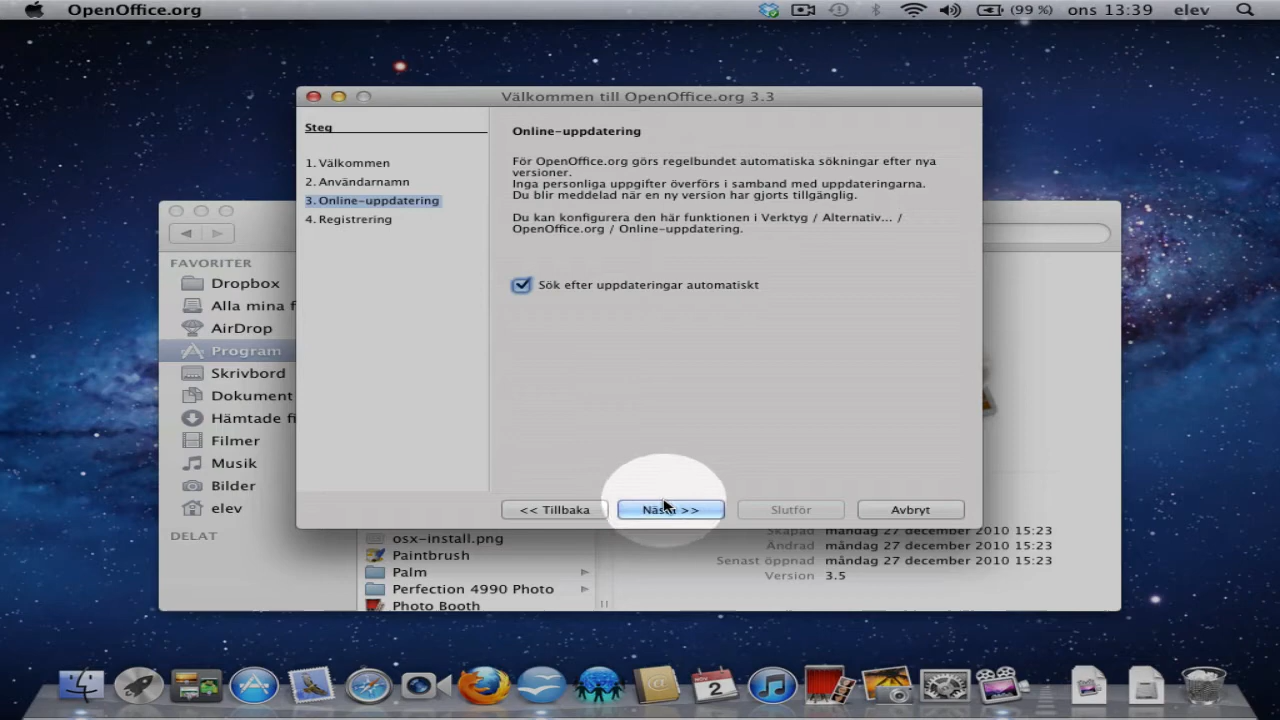 OpenOffice.org
(99 %) ons 13:39 elev
Välkommen till OpenOffice.org 3.3
Steg
1. Välkommen
2. Användarnamn
3. Online-uppdatering
4. Registrering
Online-uppdatering
För OpenOffice.org görs regelbundet automatiska sökningar efter nya
versioner.
Inga personliga uppgifter överförs i samband med uppdateringarna.
Du blir meddelad när en ny version har gjorts tillgänglig.
Du kan konfigurera den här funktionen i Verktyg / Alternativ... /
OpenOffice.org / Online-uppdatering.
Sök efter uppdateringar automatiskt
<< Tillbaka
>>
Slutför
Avbryt
FAVORITER
Dropbox
Alla mina f
AirDrop
Program
Skrivbord
Dokument
Hämtade fi
Filmer
Musik
Bilder
elev
DELAT
osx-install.png
Paintbrush
Palm
Perfection 4990 Photo
Photo Booth
Skapad måndag 27 december 2010 15:23
Ändrad måndag 27 december 2010 15:23
Senast öppnad måndag 27 december 2010 15:23
Version 3.5
2